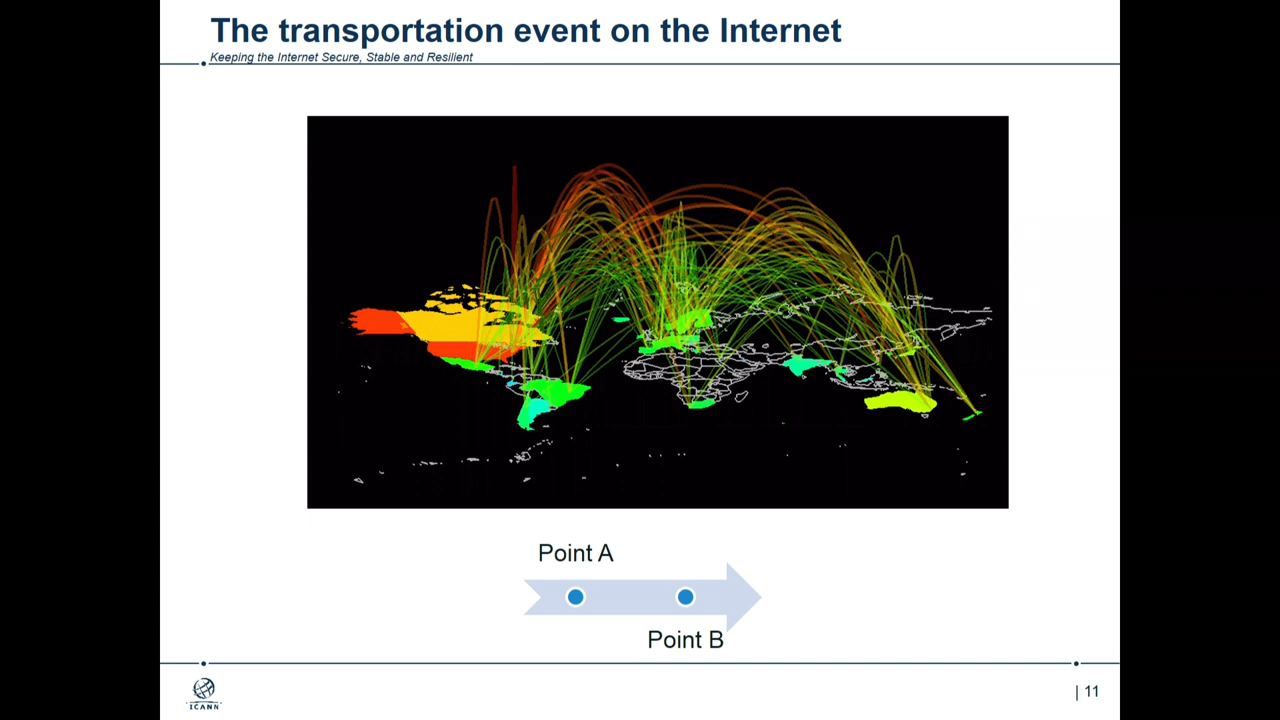 The transportation event on the Internet
Keeping the Internet Secure, Stable and Resilient
Point A
Point B
ICANN
| 11